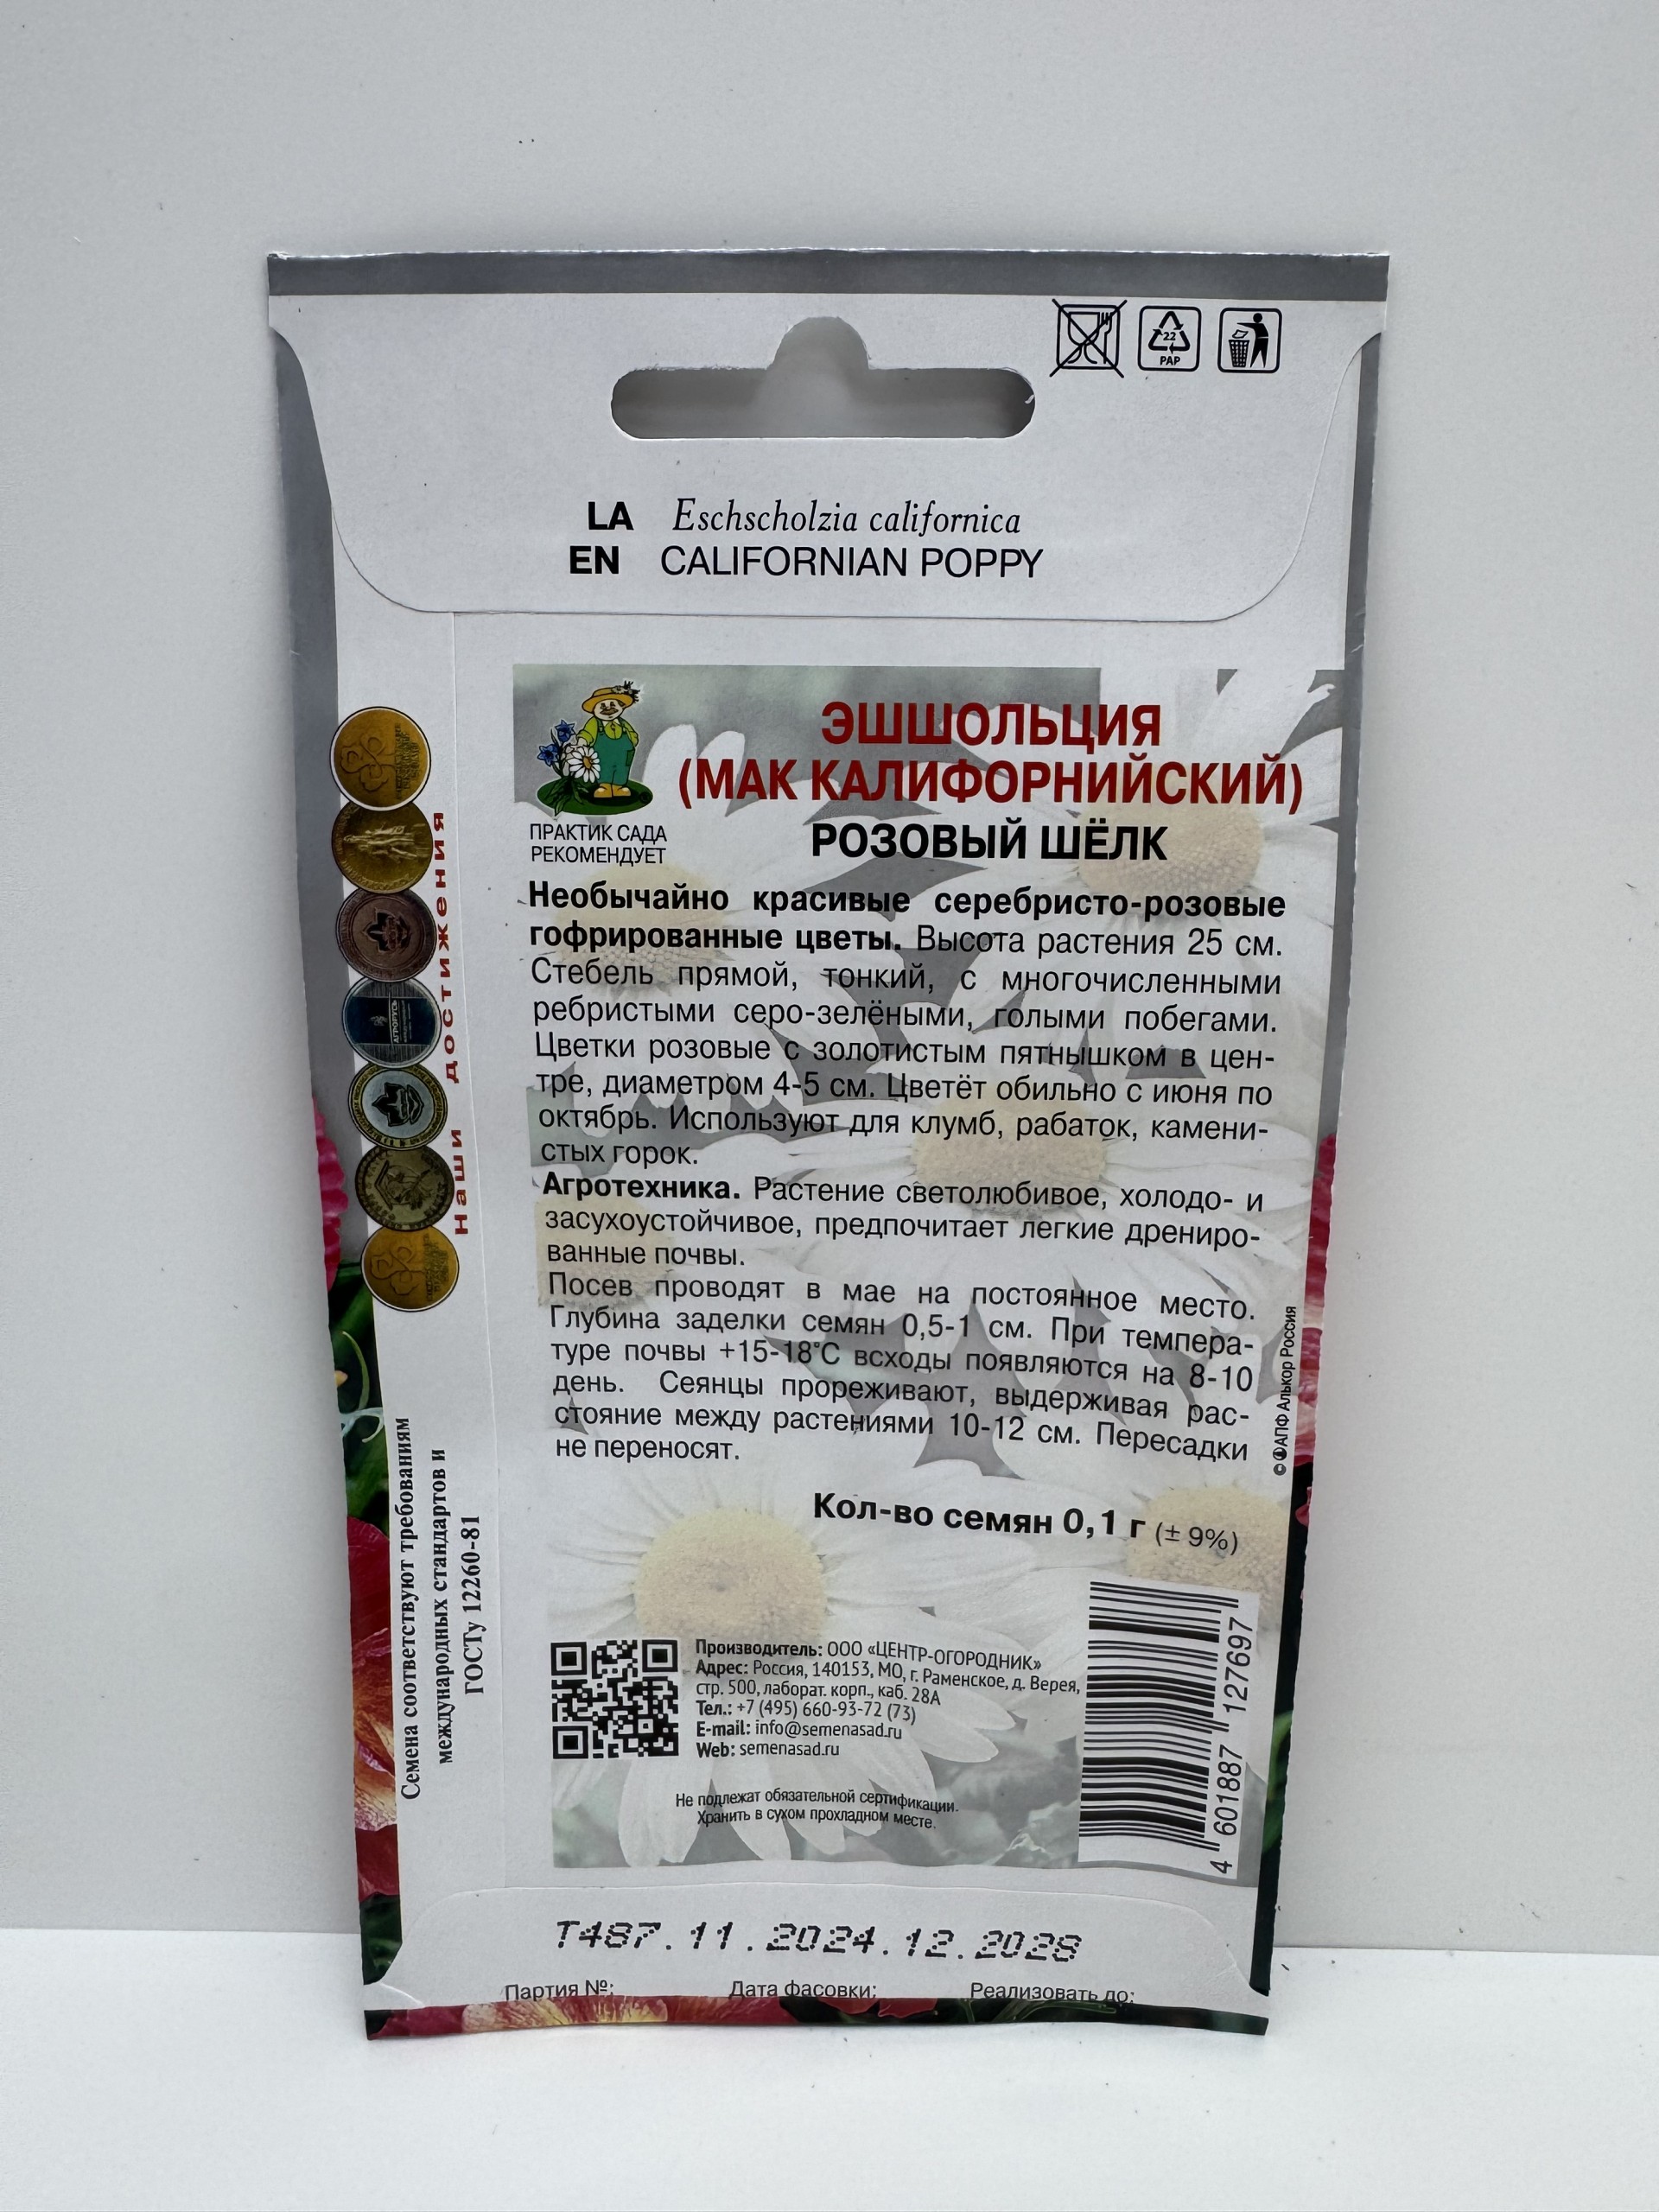 22
PAP
LA Eschscholzia californica
EN CALIFORNIAN POPPY
ПРАКТИК САДА
РЕКОМЕНДУЕТ
ЭШШОЛЬЦИЯ
(МАК КАЛИФОРНИЙСКИЙ)
РОЗОВЫЙ ШЁЛК
Необычайно красивые серебристо-розовые
гофрированные цветы. Высота растения 25 см.
Стебель прямой, тонкий, с многочисленными
ребристыми серо-зелёными, голыми побегами.
Цветки розовые с золотистым пятнышком в цен-
тре, диаметром 4-5 см. Цветёт обильно с июня по
октябрь. Используют для клумб, рабаток, камени-
стых горок.
Агротехника. Растение светолюбивое, холодо- и
засухоустойчивое, предпочитает легкие дрениро-
ванные почвы.
Посев проводят в мае на постоянное место.
Глубина заделки семян 0,5-1 см. При темпера-
туре почвы +15-18°С всходы появляются на 8-10
день. Сеянцы прореживают, выдерживая рас-
стояние между растениями 10-12 см. Пересадки
не переносят.
Кол-во семян 0,1 г (± 9%)
Производитель: ООО «ЦЕНТР-ОГОРОДНИК»
Адрес: Россия, 140153, МО, г. Раменское, д. Верея,
стр. 500, лаборат. корп., каб. 28А
Тел.: +7 (495) 660-93-72 (73)
E-mail: info@semenasad.ru
Web: semenasad.ru
Не подлежат обязательной сертификации.
Хранить в сухом прохладном месте.
4 601887 127697
© АПФ Алькор Россия
наши достижения
АГРОРУСЬ
Семена соответствуют требованиям
международных стандартов и
ГОСТу 12260-81
Т487.11.2024.12.2028
Партия №: Дата фасовки: Реализовать до: